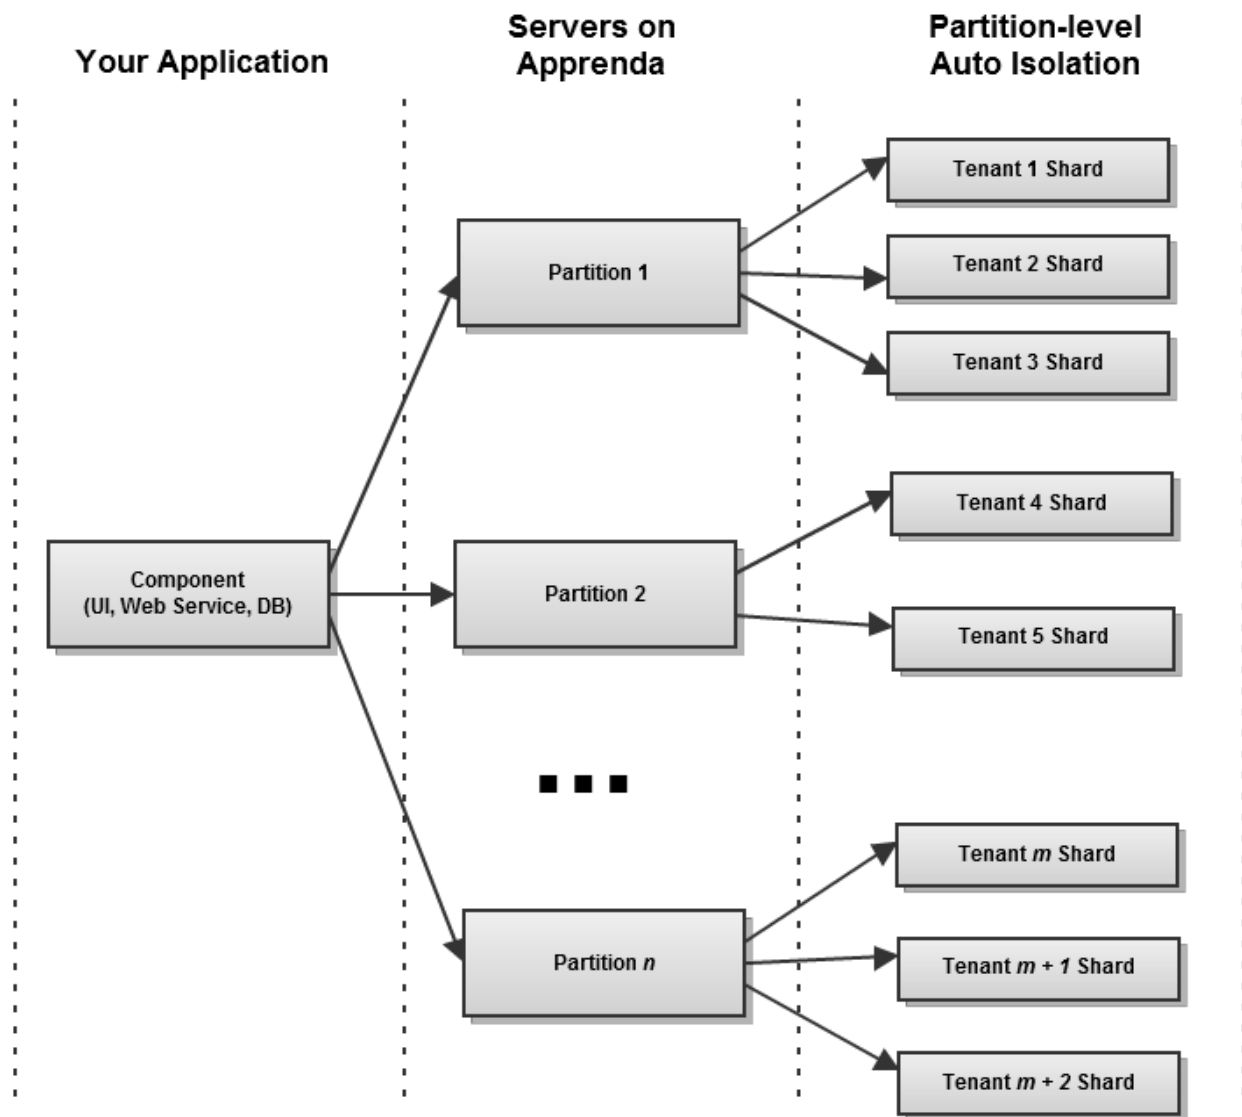 Your Application
Servers on
Apprenda
Partition-level
Auto Isolation
Component
(UI, Web Service, DB)
Partition 1
Partition 2
Partition n
Tenant 1 Shard
Tenant 2 Shard
Tenant 3 Shard
Tenant 4 Shard
Tenant 5 Shard
Tenant m Shard
Tenant m + 1 Shard
Tenant m + 2 Shard